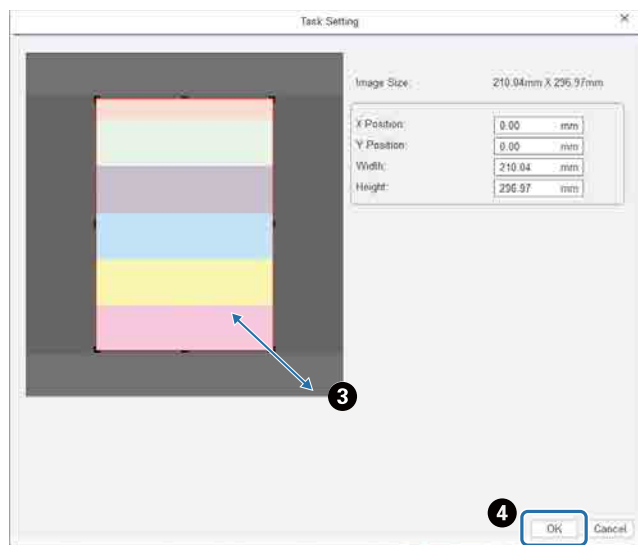 Task Setting
Image Size: 210.04mm X 296.97mm
X Position: 0.00 mm
Y Position: 0.00 mm
Width: 210.04 mm
Height: 296.97 mm
3
4
OK Cancel